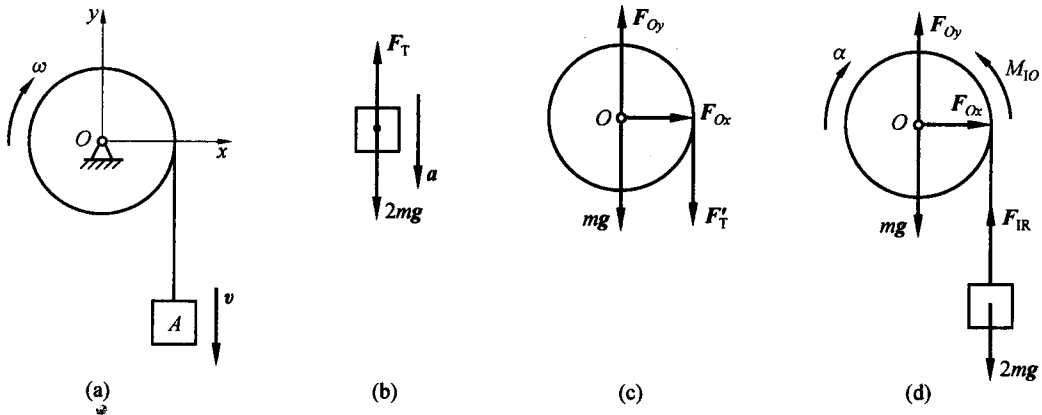 y
ω
O
x
A
v
(a)
F_T
a
2mg
(b)
F_Oy
O
F_Ox
mg
F'_T
(c)
F_Oy
α
M_IO
O
F_Ox
mg
F_IR
2mg
(d)